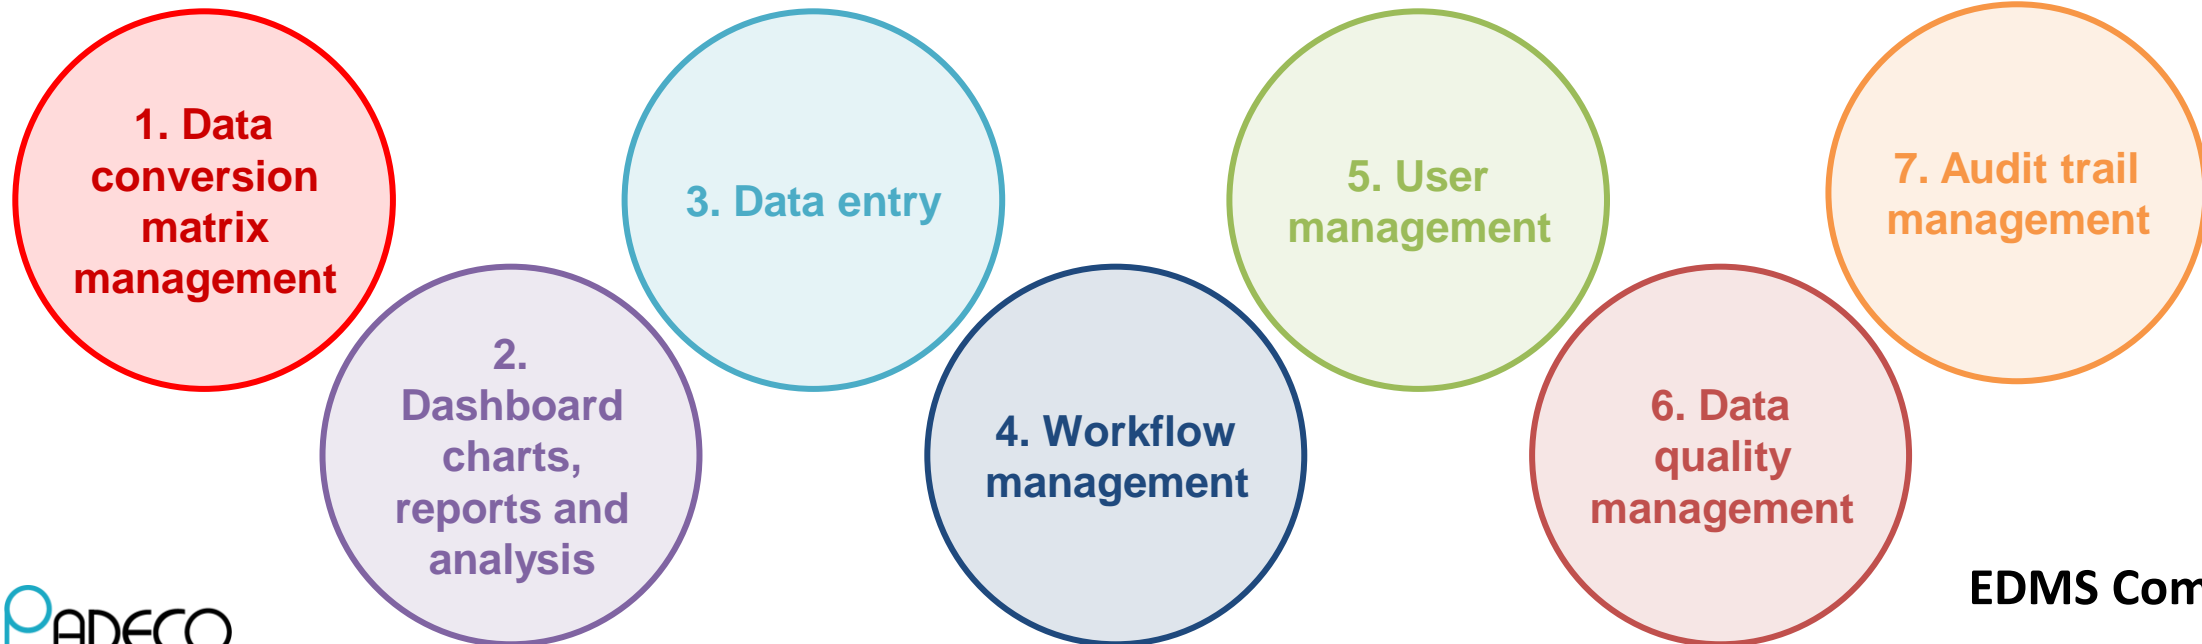 1. Data
conversion
matrix
management
2.
Dashboard
charts,
reports and
analysis
3. Data entry
4. Workflow
management
5. User
management
6. Data
quality
management
7. Audit trail
management
PADECO
EDMS